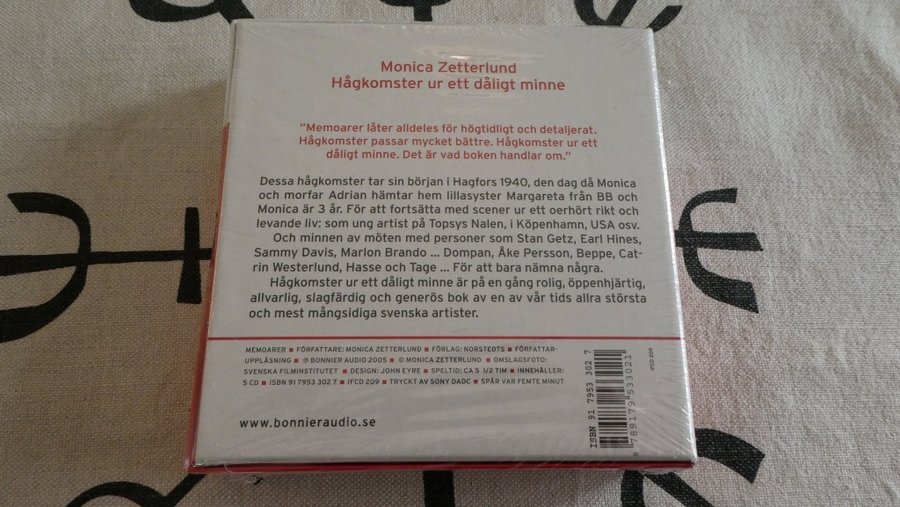 Monica Zetterlund
Hågkomster ur ett dåligt minne
"Memoarer låter alldeles för högtidligt och detaljerat.
Hågkomster passar mycket bättre. Hågkomster ur ett
dåligt minne. Det är vad boken handlar om."
Dessa hågkomster tar sin början i Hagfors 1940, den dag då Monica
och morfar Adrian hämtar hem lillasyster Margareta från BB och
Monica är 3 år. För att fortsätta med scener ur ett oerhört rikt och
levande liv: som ung artist på Topsys Nalen, i Köpenhamn, USA osv.
Och minnen av möten med personer som Stan Getz, Earl Hines,
Sammy Davis, Marlon Brando ... Dompan, Åke Persson, Beppe, Cat-
rin Westerlund, Hasse och Tage ... För att bara nämna några.
Hågkomster ur ett dåligt minne är på en gång rolig, öppenhjärtig,
allvarlig, slagfärdig och generös bok av en av vår tids allra största
och mest mångsidiga svenska artister.
MEMOARER ■ FÖRFATTARE: MONICA ZETTERLUND ■ FÖRLAG: NORSTEDTS ■ FÖRFATTAR-
UPPLÄSNING ■ ℗ BONNIER AUDIO 2005 ■ © MONICA ZETTERLUND ■ OMSLAGSFOTO:
SVENSKA FILMINSTITUTET ■ DESIGN: JOHN EYRE ■ SPELTID: CA 5 1/2 TIM ■ INNEHÅLLER:
5 CD ■ ISBN 91 7953 302 7 ■ IFCD 209 ■ TRYCKT AV SONY DADC ■ SPÅR VAR FEMTE MINUT
www.bonnieraudio.se
ISBN 91 7953 302 7
9 789179 533021
IFCD 209